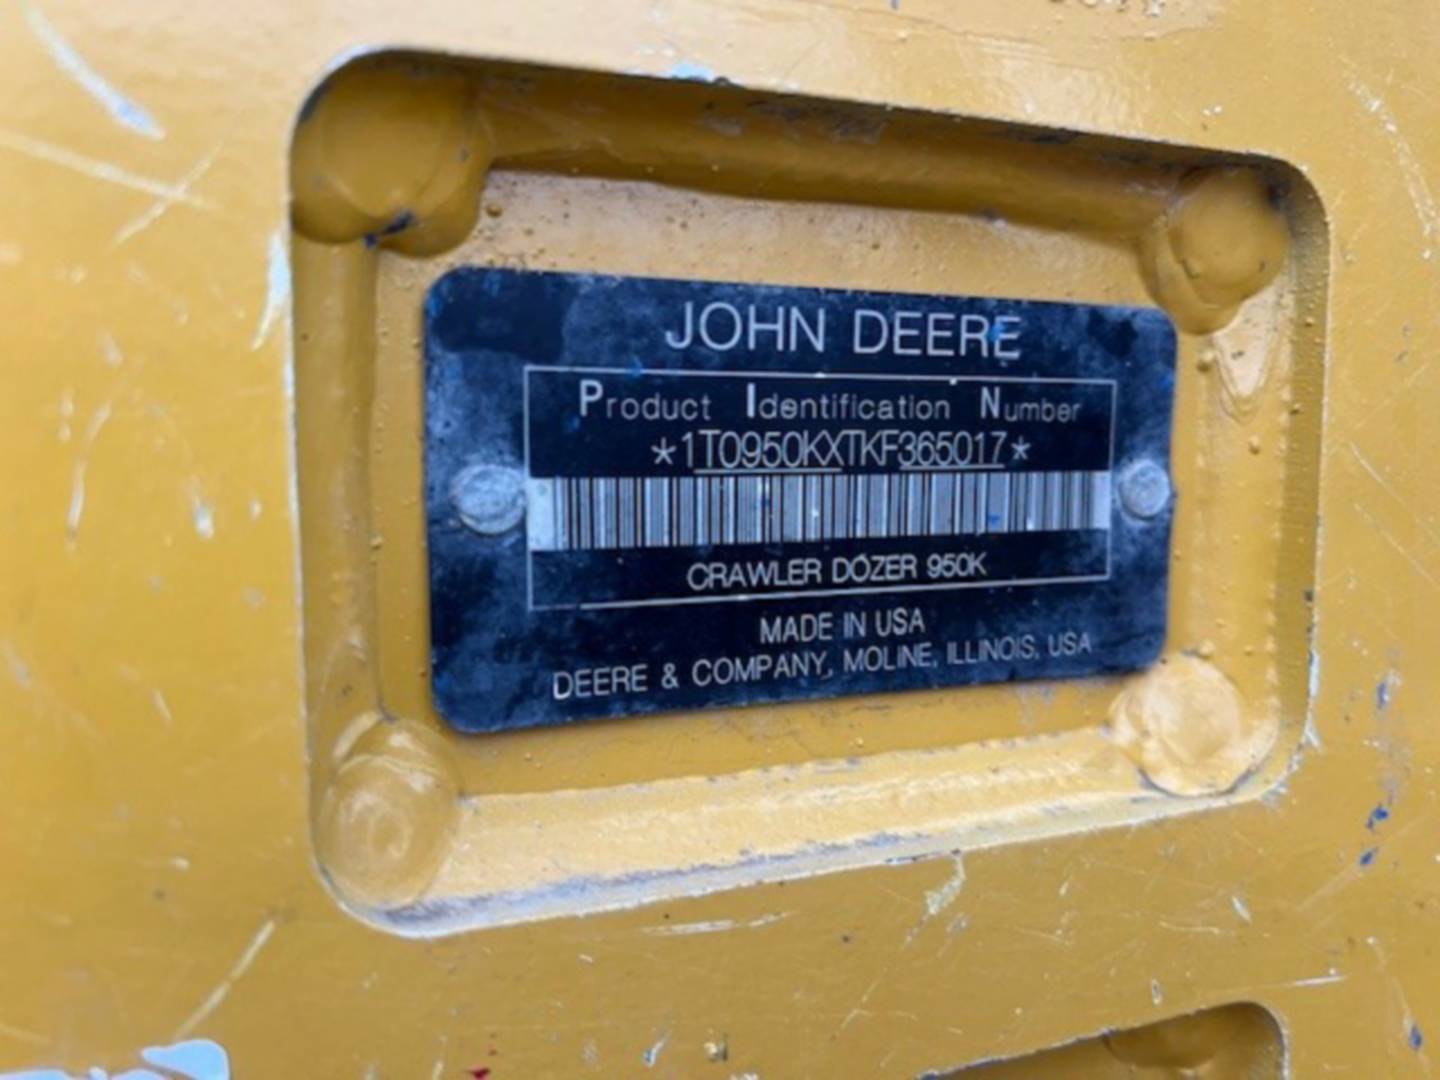 JOHN DEERE
Product Identification Number
*1T0950KXTKF365017*
CRAWLER DOZER 950K
MADE IN USA
DEERE & COMPANY, MOLINE, ILLINOIS, USA